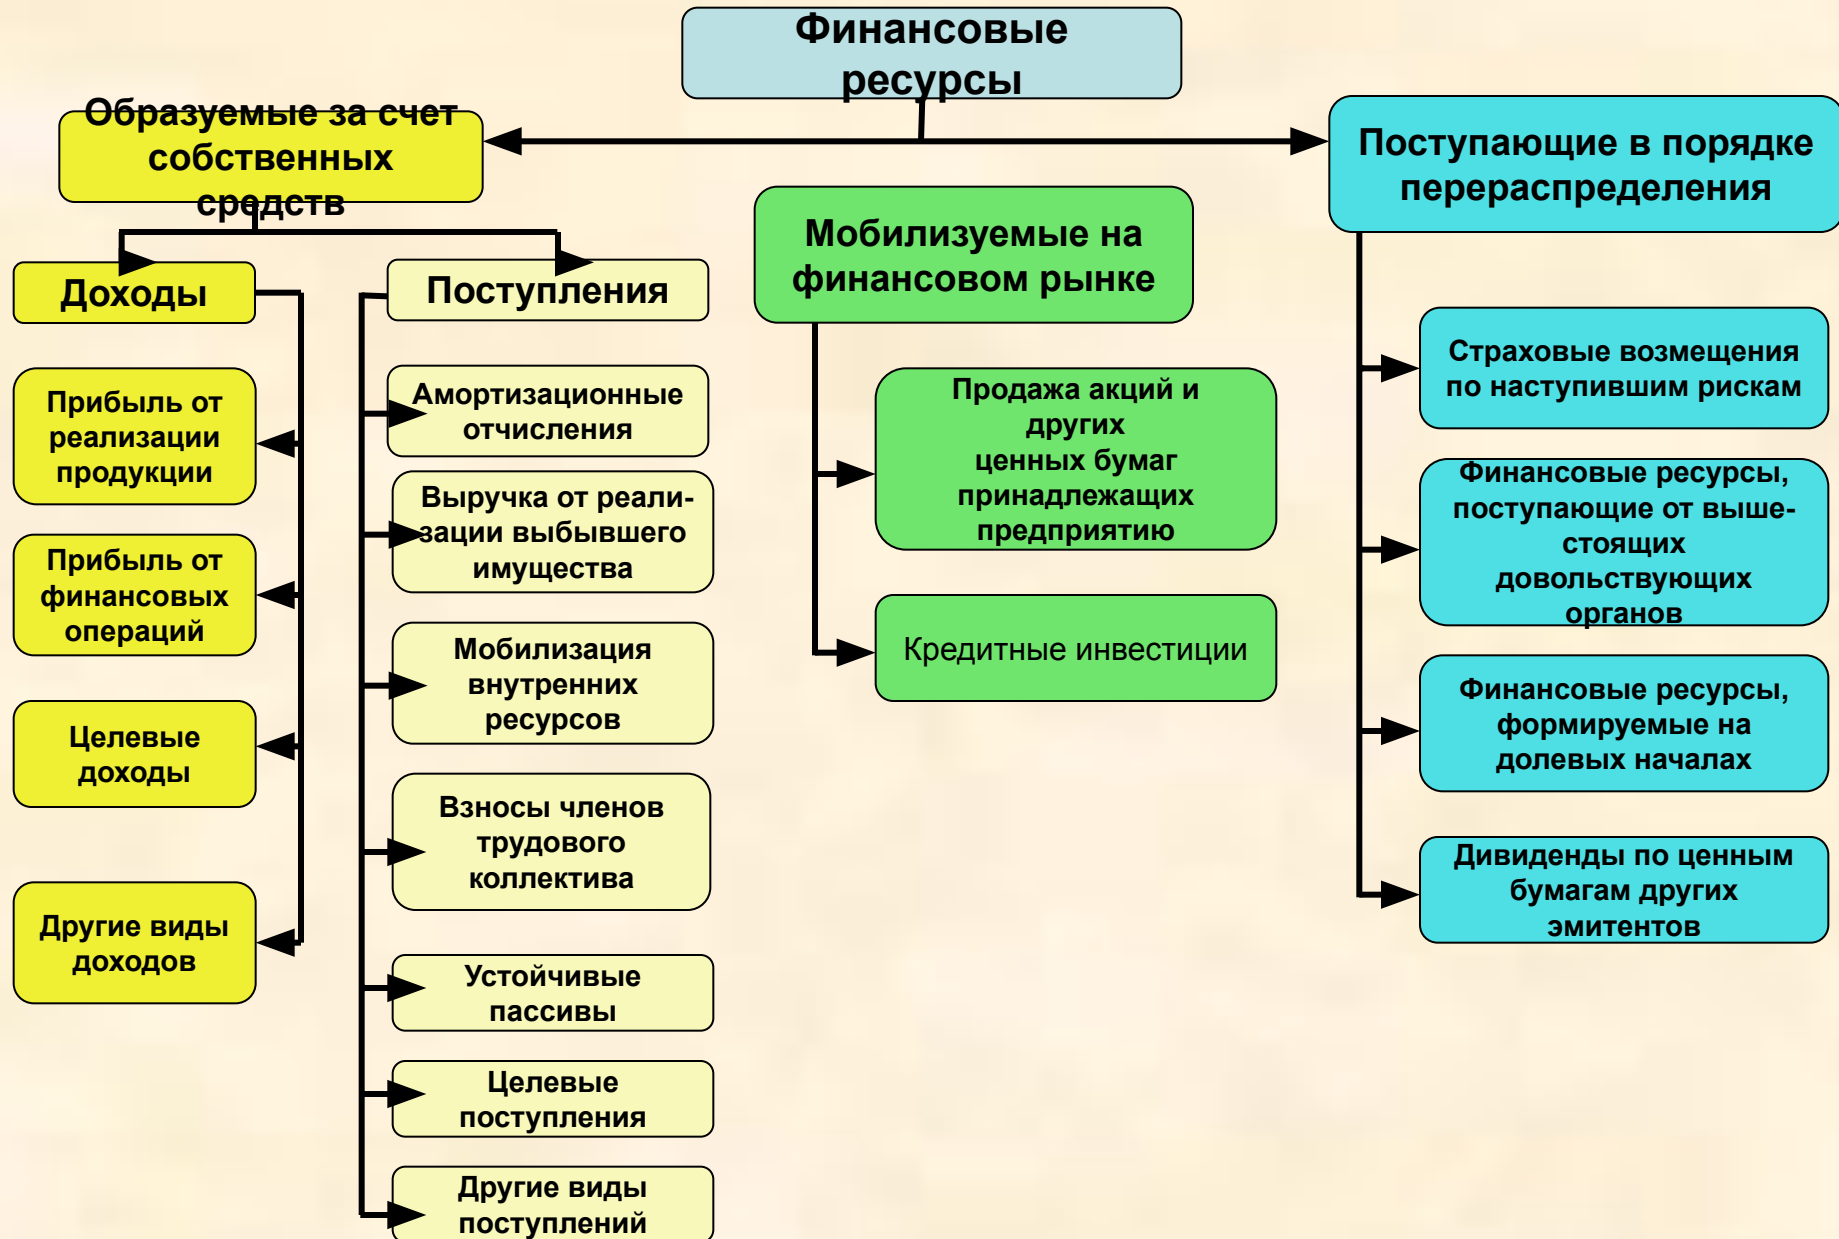 Финансовые
ресурсы
Образуемые за счет
собственных
средств
Поступающие в порядке
перераспределения
Мобилизуемые на
финансовом рынке
Доходы
Поступления
Прибыль от
реализации
продукции
Прибыль от
финансовых
операций
Целевые
доходы
Другие виды
доходов
Амортизационные
отчисления
Выручка от реали-
зации выбывшего
имущества
Мобилизация
внутренних
ресурсов
Взносы членов
трудового
коллектива
Устойчивые
пассивы
Целевые
поступления
Другие виды
поступлений
Продажа акций и
других
ценных бумаг
принадлежащих
предприятию
Кредитные инвестиции
Страховые возмещения
по наступившим рискам
Финансовые ресурсы,
поступающие от выше-
стоящих
довольствующих
органов
Финансовые ресурсы,
формируемые на
долевых началах
Дивиденды по ценным
бумагам других
эмитентов